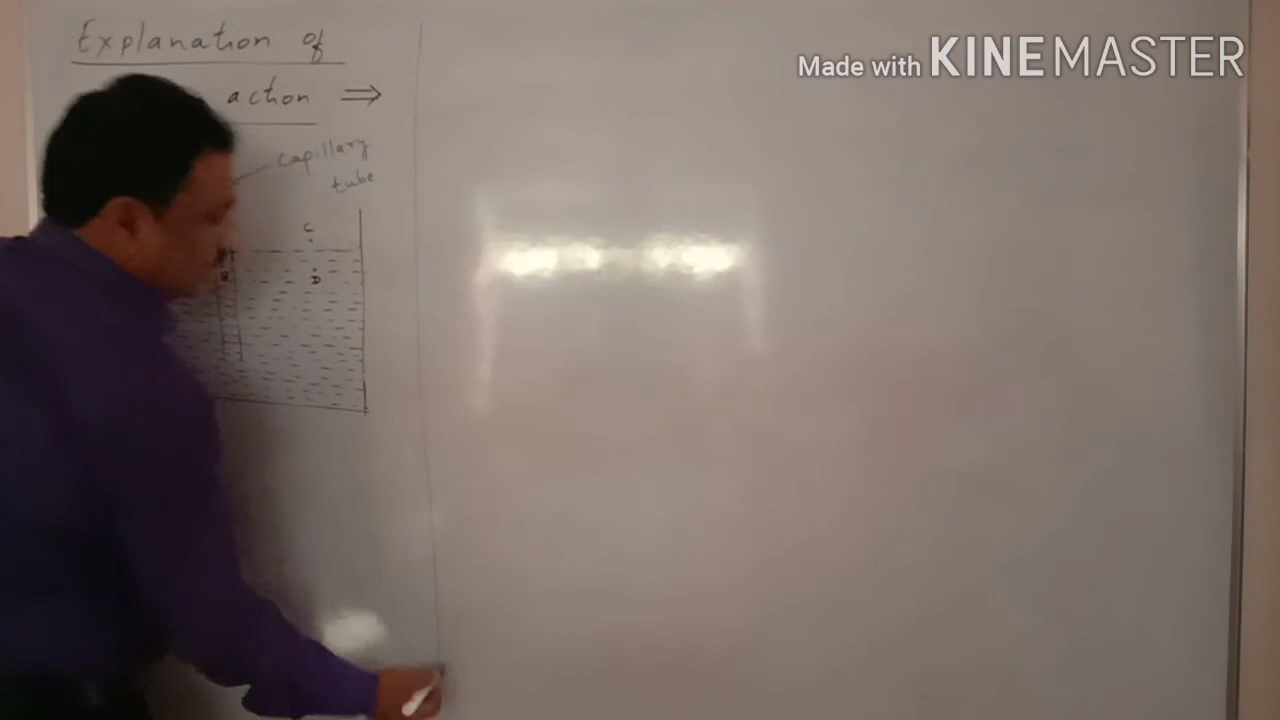 Explanation of
action ⇒
capillary
tube
C
B
D
Made with KINEMASTER